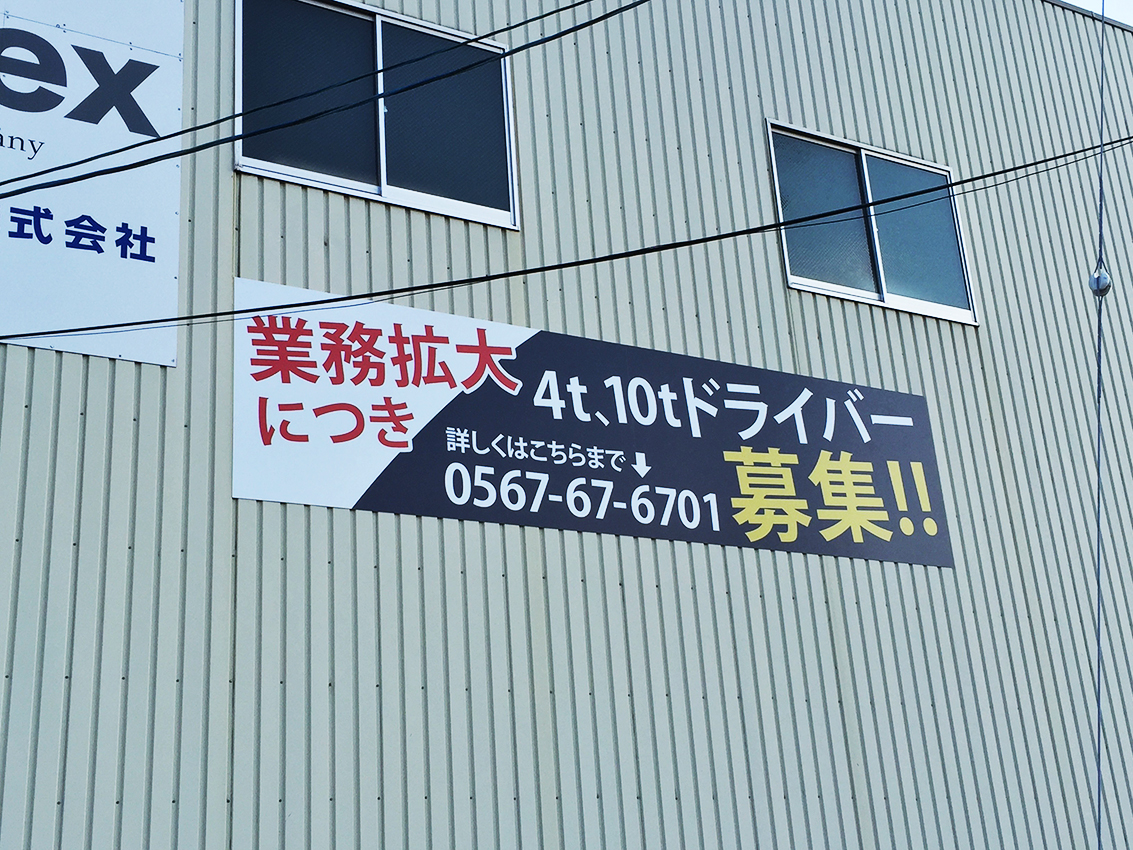 ex
ány
式会社
業務拡大
につき
4t、10tドライバー
詳しくはこちらまで⬇
0567-67-6701
募集!!